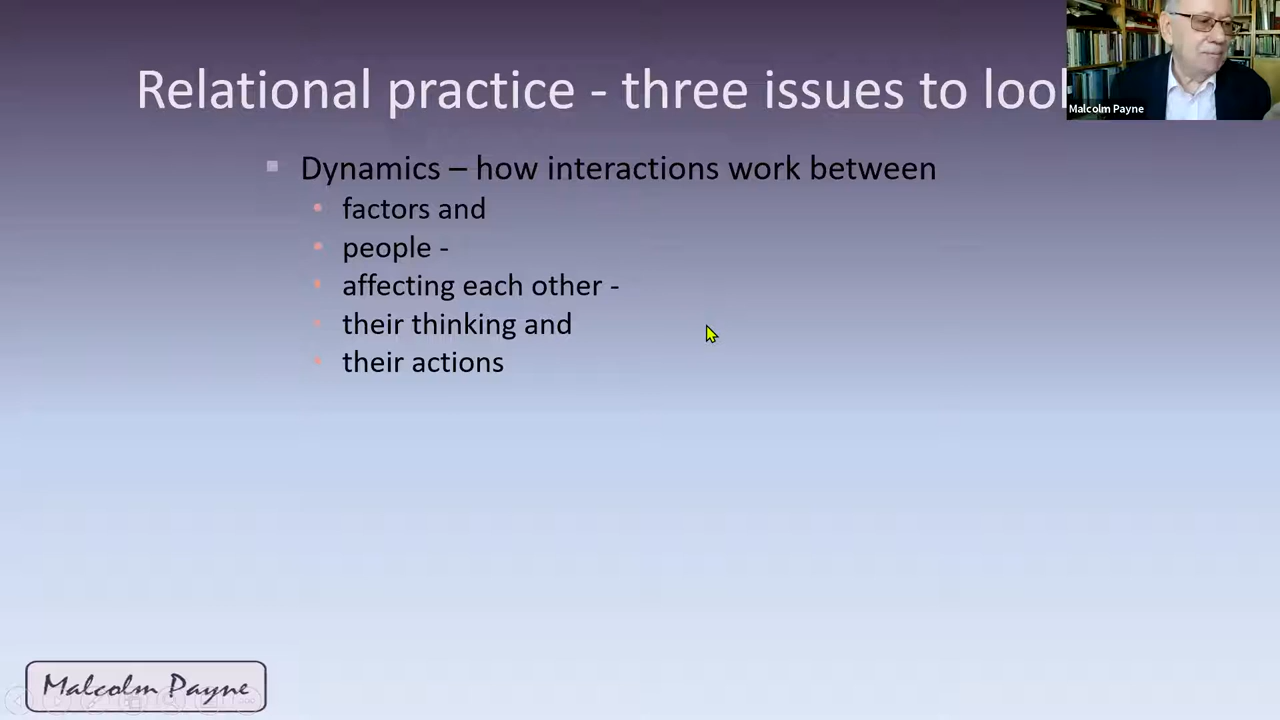 Relational practice - three issues to look
Malcolm Payne
Dynamics – how interactions work between
factors and
people -
affecting each other -
their thinking and
their actions
Malcolm Payne